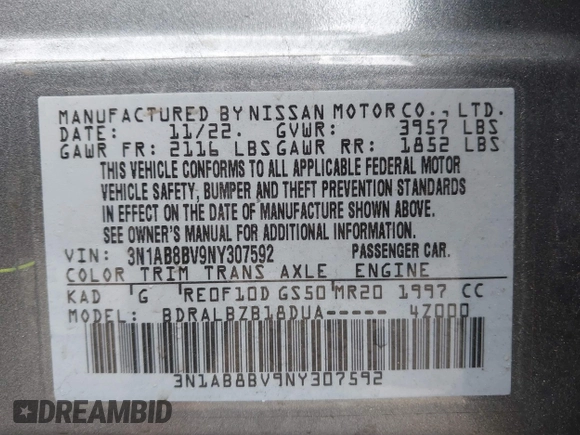 MANUFACTURED BY NISSAN MOTOR CO., LTD.
DATE: 11/22. GVWR: 3957 LBS
GAWR FR: 2116 LBS GAWR RR: 1852 LBS
THIS VEHICLE CONFORMS TO ALL APPLICABLE FEDERAL MOTOR
VEHICLE SAFETY, BUMPER AND THEFT PREVENTION STANDARDS
IN EFFECT ON THE DATE OF MANUFACTURE SHOWN ABOVE.
SEE OWNER'S MANUAL FOR ADDITIONAL INFORMATION.
VIN: 3N1AB8BV9NY307592 PASSENGER CAR.
COLOR TRIM TRANS AXLE ENGINE
KAD G RE0F10D GS50 MR20 1997 CC
MODEL: BDRALBZB18DUA----- 4Z000
3N1AB8BV9NY307592
DREAMBID